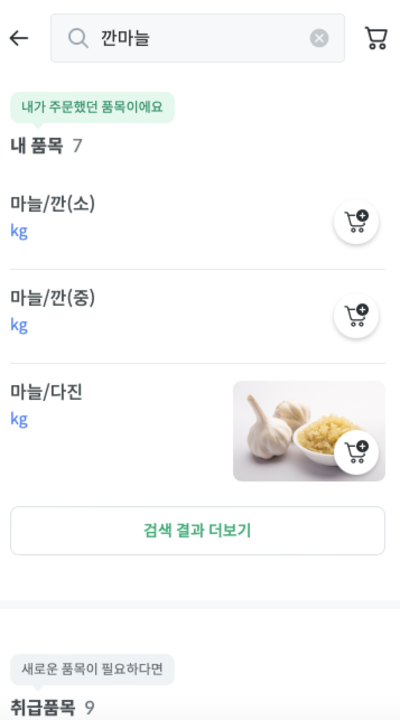 깐마늘
내가 주문했던 품목이에요
내 품목 7
마늘/깐(소)
kg
마늘/깐(중)
kg
마늘/다진
kg
검색 결과 더보기
새로운 품목이 필요하다면
취급품목 9